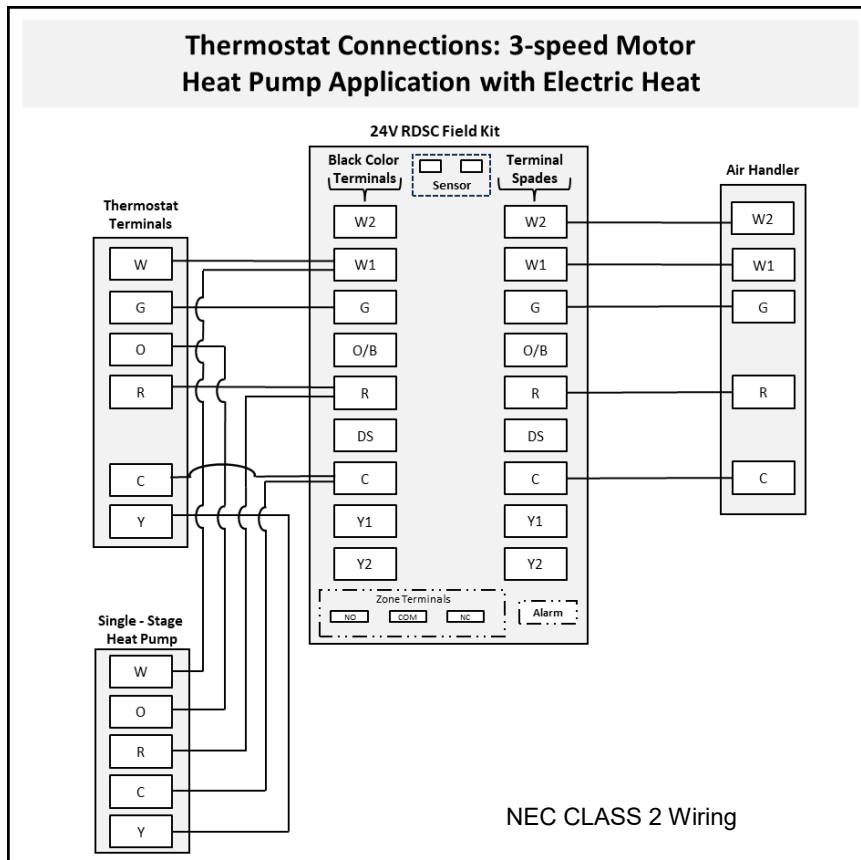 Thermostat Connections: 3-speed Motor
Heat Pump Application with Electric Heat
24V RDSC Field Kit
Black Color
Terminals
Sensor
Terminal
Spades
Thermostat
Terminals
W
G
O
R
C
Y
W2
W1
G
O/B
R
DS
C
Y1
Y2
W2
W1
G
O/B
R
DS
C
Y1
Y2
Zone Terminals
NO
COM
NC
Alarm
Air Handler
W2
W1
G
R
C
Single - Stage
Heat Pump
W
O
R
C
Y
NEC CLASS 2 Wiring